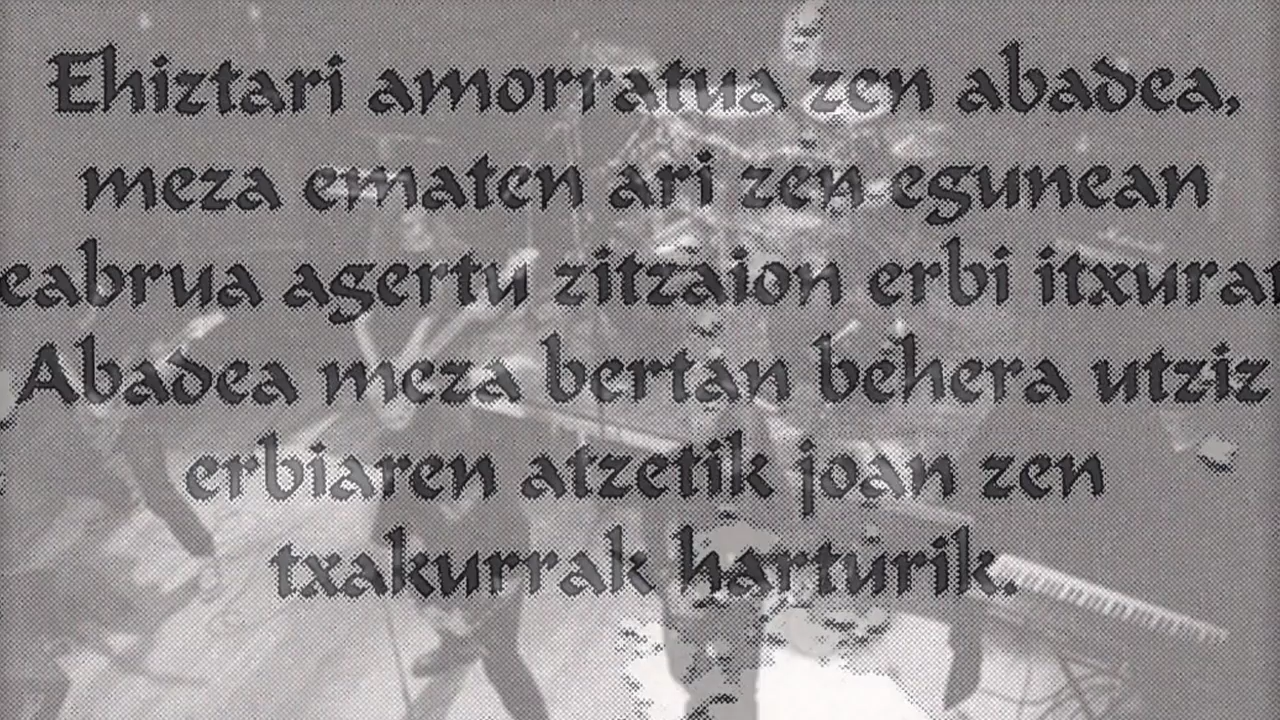 Ehiztari amorratua zen abadea,
meza ematen ari zen egunean
eabrua agertu zitzaion erbi itxura
Abadea meza bertan behera utziz
erbiaren atzetik joan zen
txakurrak harturik.